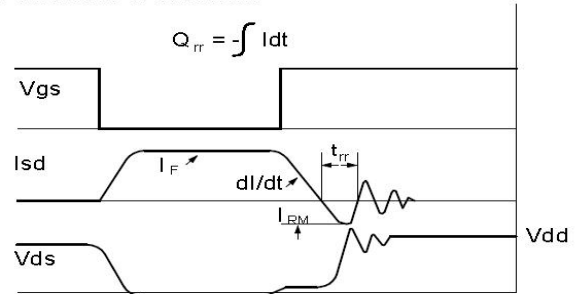 Q rr = -∫ Idt
Vgs
Isd
I F
dI/dt
t rr
I RM
Vds
Vdd